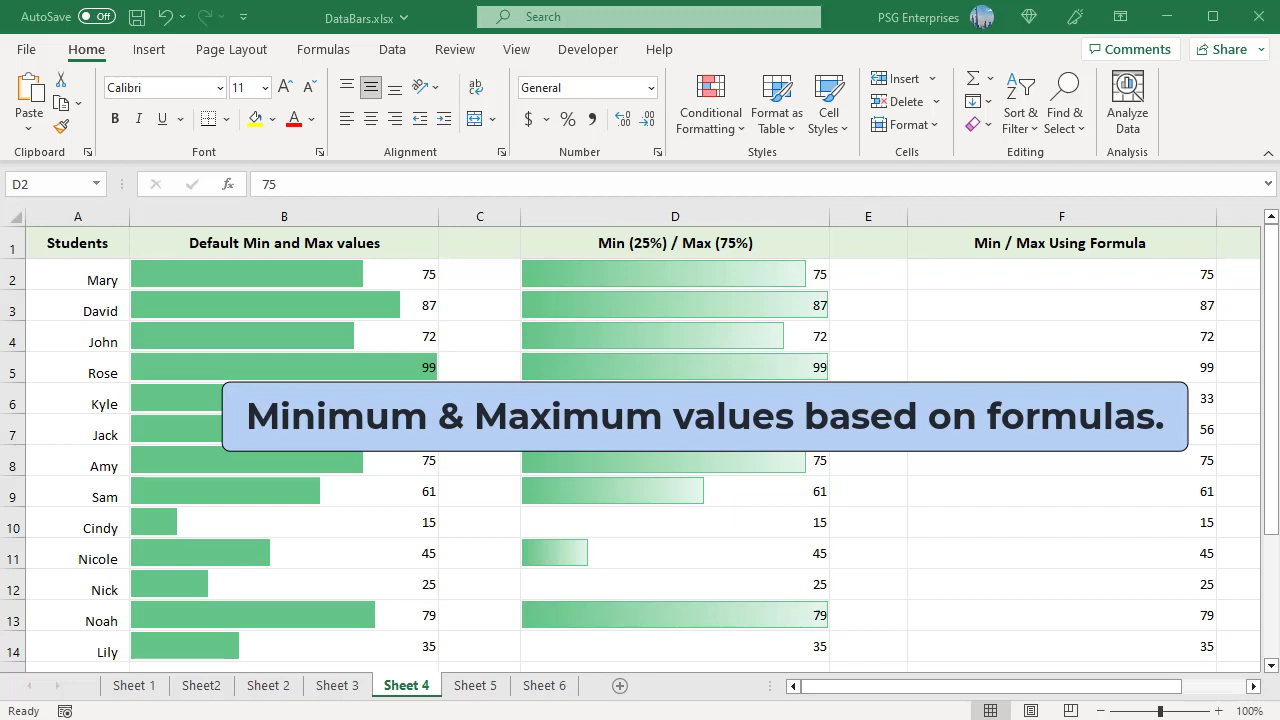 AutoSave Off DataBars.xlsx Search PSG Enterprises
File Home Insert Page Layout Formulas Data Review View Developer Help Comments Share
Paste Calibri 11 General Conditional Formatting Format as Table Cell Styles Insert Delete Format Sort & Filter Find & Select Analyze Data
Clipboard Font Alignment Number Styles Cells Editing Analysis
D2 fx 75
A B C D E F
1 Students Default Min and Max values Min (25%) / Max (75%) Min / Max Using Formula
2 Mary 75 75 75
3 David 87 87 87
4 John 72 72 72
5 Rose 99 99 99
6 Kyle 33
Minimum & Maximum values based on formulas.
7 Jack 56
8 Amy 75 75 75
9 Sam 61 61 61
10 Cindy 15 15 15
11 Nicole 45 45 45
12 Nick 25 25 25
13 Noah 79 79 79
14 Lily 35 35 35
Sheet 1 Sheet2 Sheet 2 Sheet 3 Sheet 4 Sheet 5 Sheet 6
Ready 100%